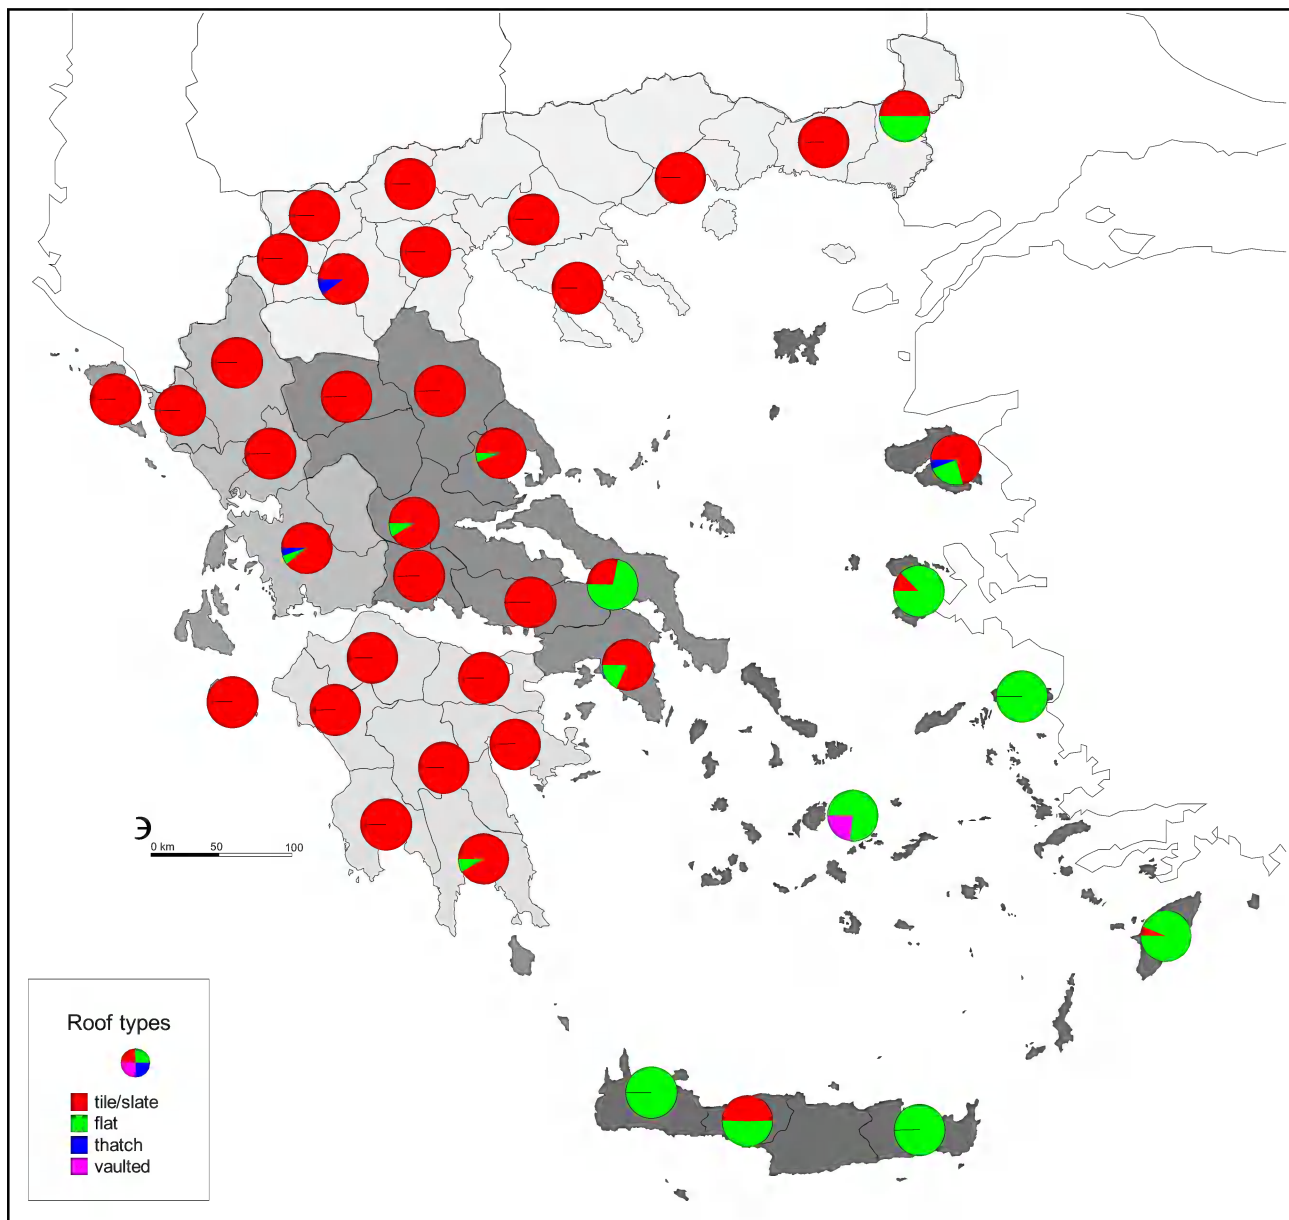 0 km 50 100
Roof types
tile/slate
flat
thatch
vaulted